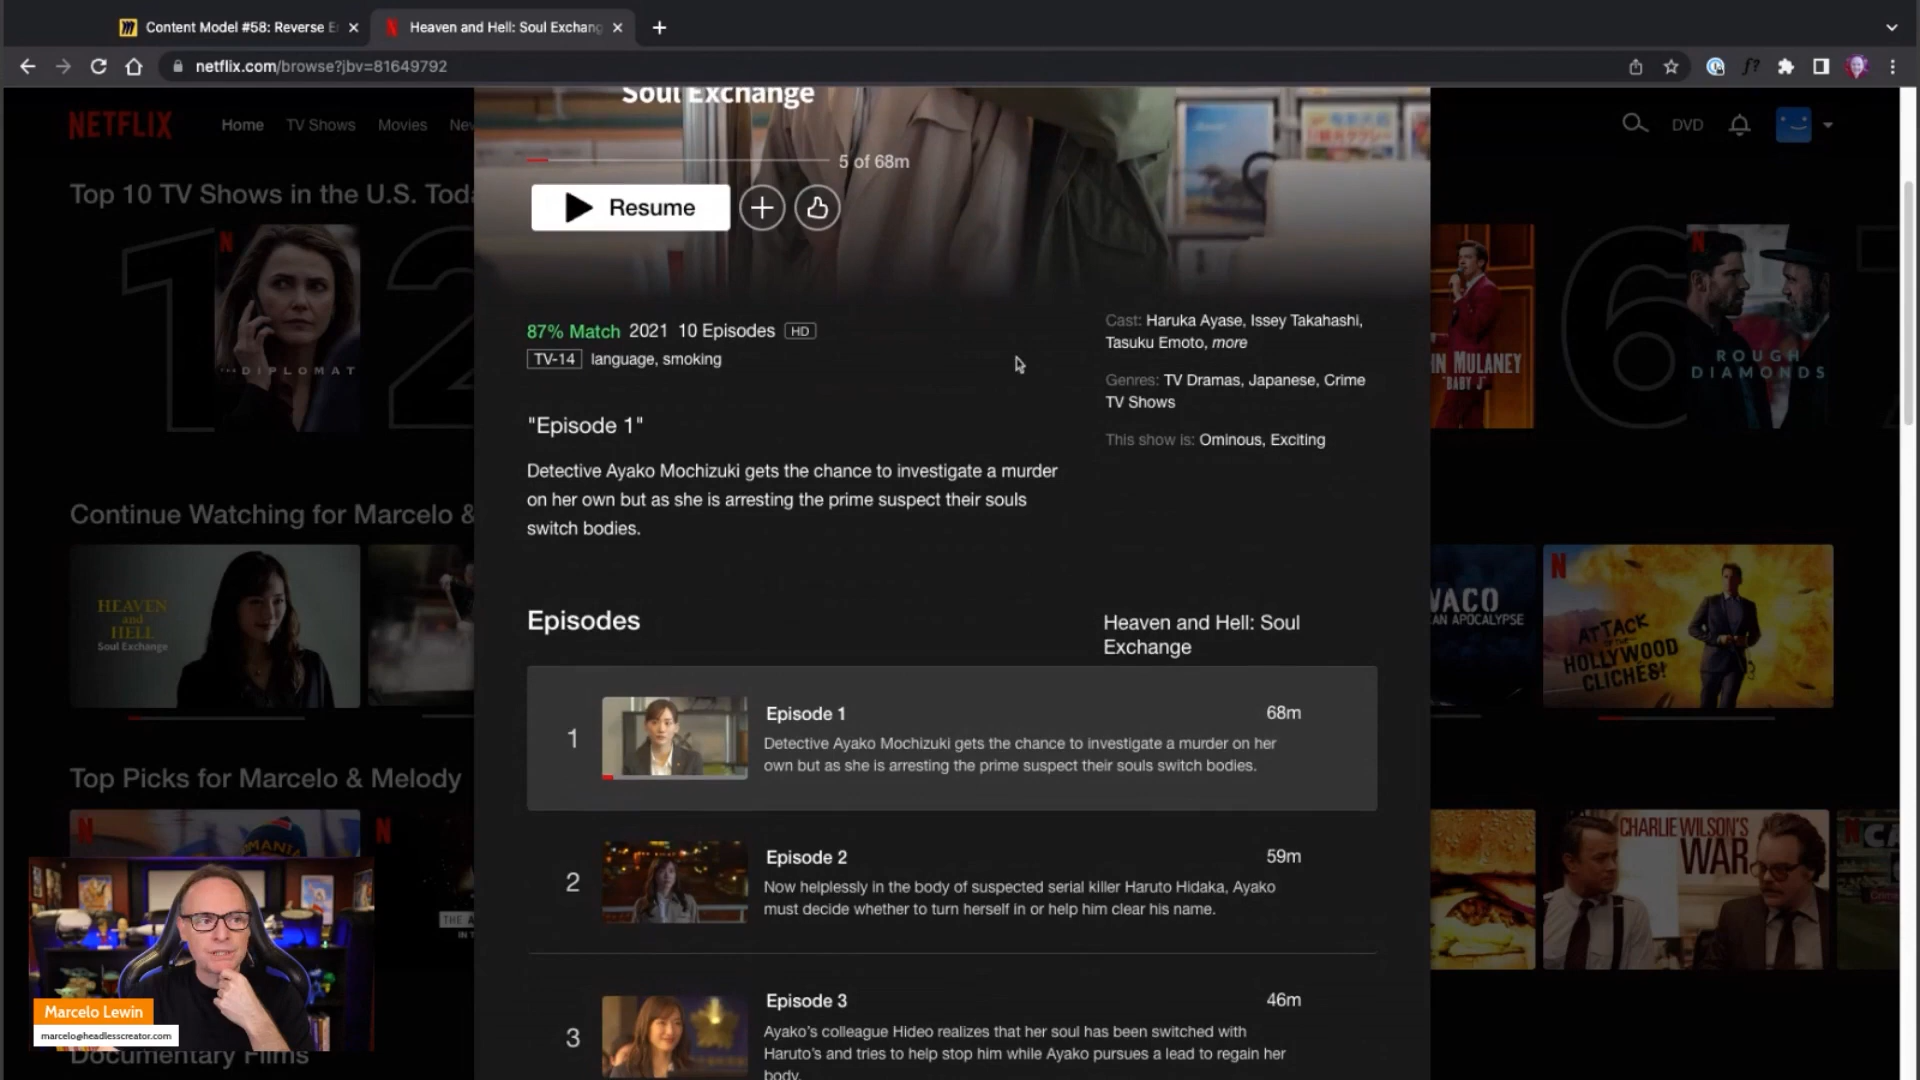 Content Model #58: Reverse E
Heaven and Hell: Soul Exchang
netflix.com/browse?jbv=81649792
NETFLIX
Home
TV Shows
Movies
DVD
Soul Exchange
5 of 68m
Resume
Top 10 TV Shows in the U.S.
THE DIPLOMAT
JOHN MULANEY
"BABY J"
6
ROUGH
DIAMONDS
87% Match 2021 10 Episodes HD
TV-14 language, smoking
Cast: Haruka Ayase, Issey Takahashi,
Tasuku Emoto, more
Genres: TV Dramas, Japanese, Crime
TV Shows
This show is: Ominous, Exciting
"Episode 1"
Detective Ayako Mochizuki gets the chance to investigate a murder
on her own but as she is arresting the prime suspect their souls
switch bodies.
Continue Watching for Marcelo &
HEAVEN
and
HELL
Soul Exchange
WACO
AN APOCALYPSE
ATTACK
OF THE
HOLLYWOOD
CLICHÉS!
Episodes
Heaven and Hell: Soul
Exchange
1
Episode 1
68m
Detective Ayako Mochizuki gets the chance to investigate a murder on her
own but as she is arresting the prime suspect their souls switch bodies.
Top Picks for Marcelo & Melody
2
Episode 2
59m
Now helplessly in the body of suspected serial killer Haruto Hidaka, Ayako
must decide whether to turn herself in or help him clear his name.
CHARLIE WILSON'S
WAR
3
Episode 3
46m
Ayako's colleague Hideo realizes that her soul has been switched with
Haruto's and tries to help stop him while Ayako pursues a lead to regain her
body.
Marcelo Lewin
marcelo@headlesscreator.com
Documentary Films